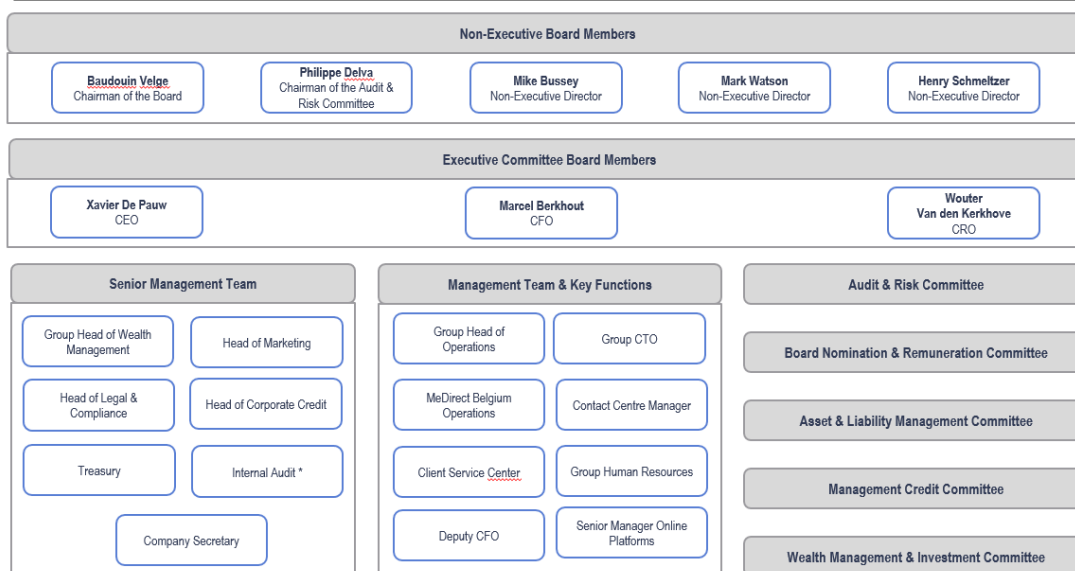 Non-Executive Board Members
Baudouin Velge
Chairman of the Board
Philippe Delva
Chairman of the Audit &
Risk Committee
Mike Bussey
Non-Executive Director
Mark Watson
Non-Executive Director
Henry Schmeltzer
Non-Executive Director
Executive Committee Board Members
Xavier De Pauw
CEO
Marcel Berkhout
CFO
Wouter
Van den Kerkhove
CRO
Senior Management Team
Group Head of Wealth
Management
Head of Marketing
Head of Legal &
Compliance
Head of Corporate Credit
Treasury
Internal Audit *
Company Secretary
Management Team & Key Functions
Group Head of
Operations
Group CTO
MeDirect Belgium
Operations
Contact Centre Manager
Client Service Center
Group Human Resources
Deputy CFO
Senior Manager Online
Platforms
Audit & Risk Committee
Board Nomination & Remuneration Committee
Asset & Liability Management Committee
Management Credit Committee
Wealth Management & Investment Committee